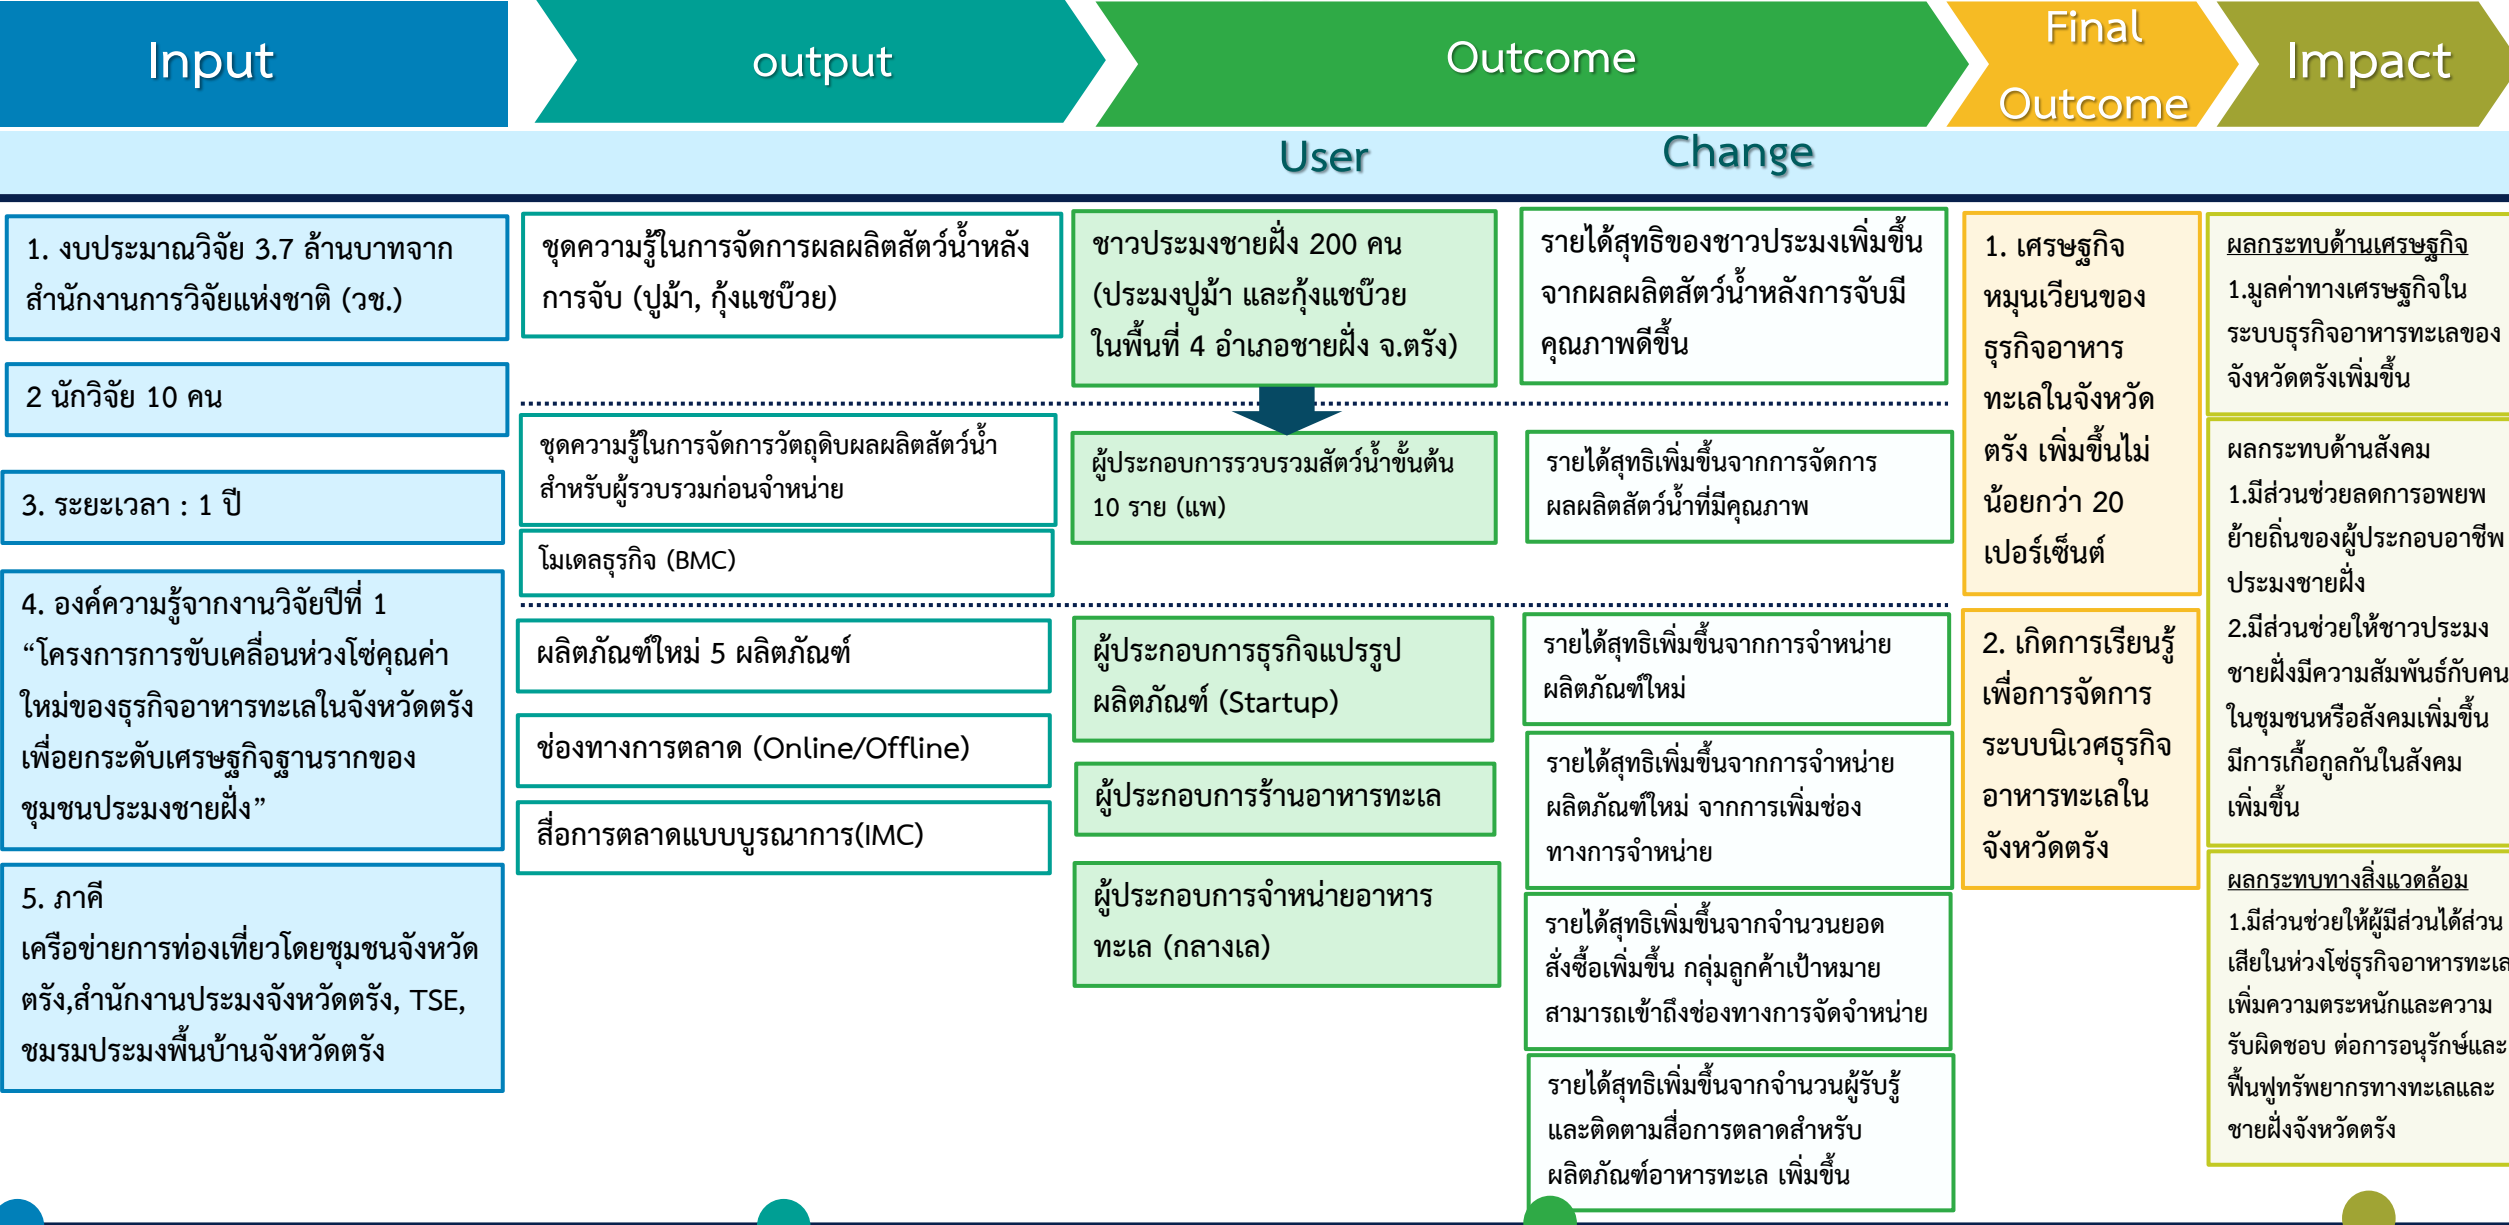 Input
output
Outcome
Final
Outcome
Impact
User
Change
1. งบประมาณวิจัย 3.7 ล้านบาทจาก
สำนักงานการวิจัยแห่งชาติ (วช.)
2 นักวิจัย 10 คน
3. ระยะเวลา : 1 ปี
4. องค์ความรู้จากงานวิจัยปีที่ 1
“โครงการการขับเคลื่อนห่วงโซ่คุณค่า
ใหม่ของธุรกิจอาหารทะเลในจังหวัดตรัง
เพื่อยกระดับเศรษฐกิจฐานรากของ
ชุมชนประมงชายฝั่ง”
5. ภาคี
เครือข่ายการท่องเที่ยวโดยชุมชนจังหวัด
ตรัง,สำนักงานประมงจังหวัดตรัง, TSE,
ชมรมประมงพื้นบ้านจังหวัดตรัง
ชุดความรู้ในการจัดการผลผลิตสัตว์น้ำหลัง
การจับ (ปูม้า, กุ้งแชบ๊วย)
ชุดความรู้ในการจัดการวัตถุดิบผลผลิตสัตว์น้ำ
สำหรับผู้รวบรวมก่อนจำหน่าย
โมเดลธุรกิจ (BMC)
ผลิตภัณฑ์ใหม่ 5 ผลิตภัณฑ์
ช่องทางการตลาด (Online/Offline)
สื่อการตลาดแบบบูรณาการ(IMC)
ชาวประมงชายฝั่ง 200 คน
(ประมงปูม้า และกุ้งแชบ๊วย
ในพื้นที่ 4 อำเภอชายฝั่ง จ.ตรัง)
ผู้ประกอบการรวบรวมสัตว์น้ำขั้นต้น
10 ราย (แพ)
ผู้ประกอบการธุรกิจแปรรูป
ผลิตภัณฑ์ (Startup)
ผู้ประกอบการร้านอาหารทะเล
ผู้ประกอบการจำหน่ายอาหาร
ทะเล (กลางเล)
รายได้สุทธิของชาวประมงเพิ่มขึ้น
จากผลผลิตสัตว์น้ำหลังการจับมี
คุณภาพดีขึ้น
รายได้สุทธิเพิ่มขึ้นจากการจัดการ
ผลผลิตสัตว์น้ำที่มีคุณภาพ
รายได้สุทธิเพิ่มขึ้นจากการจำหน่าย
ผลิตภัณฑ์ใหม่
รายได้สุทธิเพิ่มขึ้นจากการจำหน่าย
ผลิตภัณฑ์ใหม่ จากการเพิ่มช่อง
ทางการจำหน่าย
รายได้สุทธิเพิ่มขึ้นจากจำนวนยอด
สั่งซื้อเพิ่มขึ้น กลุ่มลูกค้าเป้าหมาย
สามารถเข้าถึงช่องทางการจัดจำหน่าย
รายได้สุทธิเพิ่มขึ้นจากจำนวนผู้รับรู้
และติดตามสื่อการตลาดสำหรับ
ผลิตภัณฑ์อาหารทะเล เพิ่มขึ้น
1. เศรษฐกิจ
หมุนเวียนของ
ธุรกิจอาหาร
ทะเลในจังหวัด
ตรัง เพิ่มขึ้นไม่
น้อยกว่า 20
เปอร์เซ็นต์
2. เกิดการเรียนรู้
เพื่อการจัดการ
ระบบนิเวศธุรกิจ
อาหารทะเลใน
จังหวัดตรัง
ผลกระทบด้านเศรษฐกิจ
1.มูลค่าทางเศรษฐกิจใน
ระบบธุรกิจอาหารทะเลของ
จังหวัดตรังเพิ่มขึ้น
ผลกระทบด้านสังคม
1.มีส่วนช่วยลดการอพยพ
ย้ายถิ่นของผู้ประกอบอาชีพ
ประมงชายฝั่ง
2.มีส่วนช่วยให้ชาวประมง
ชายฝั่งมีความสัมพันธ์กับคน
ในชุมชนหรือสังคมเพิ่มขึ้น
มีการเกื้อกูลกันในสังคม
เพิ่มขึ้น
ผลกระทบทางสิ่งแวดล้อม
1.มีส่วนช่วยให้ผู้มีส่วนได้ส่วน
เสียในห่วงโซ่ธุรกิจอาหารทะเล
เพิ่มความตระหนักและความ
รับผิดชอบ ต่อการอนุรักษ์และ
ฟื้นฟูทรัพยากรทางทะเลและ
ชายฝั่งจังหวัดตรัง